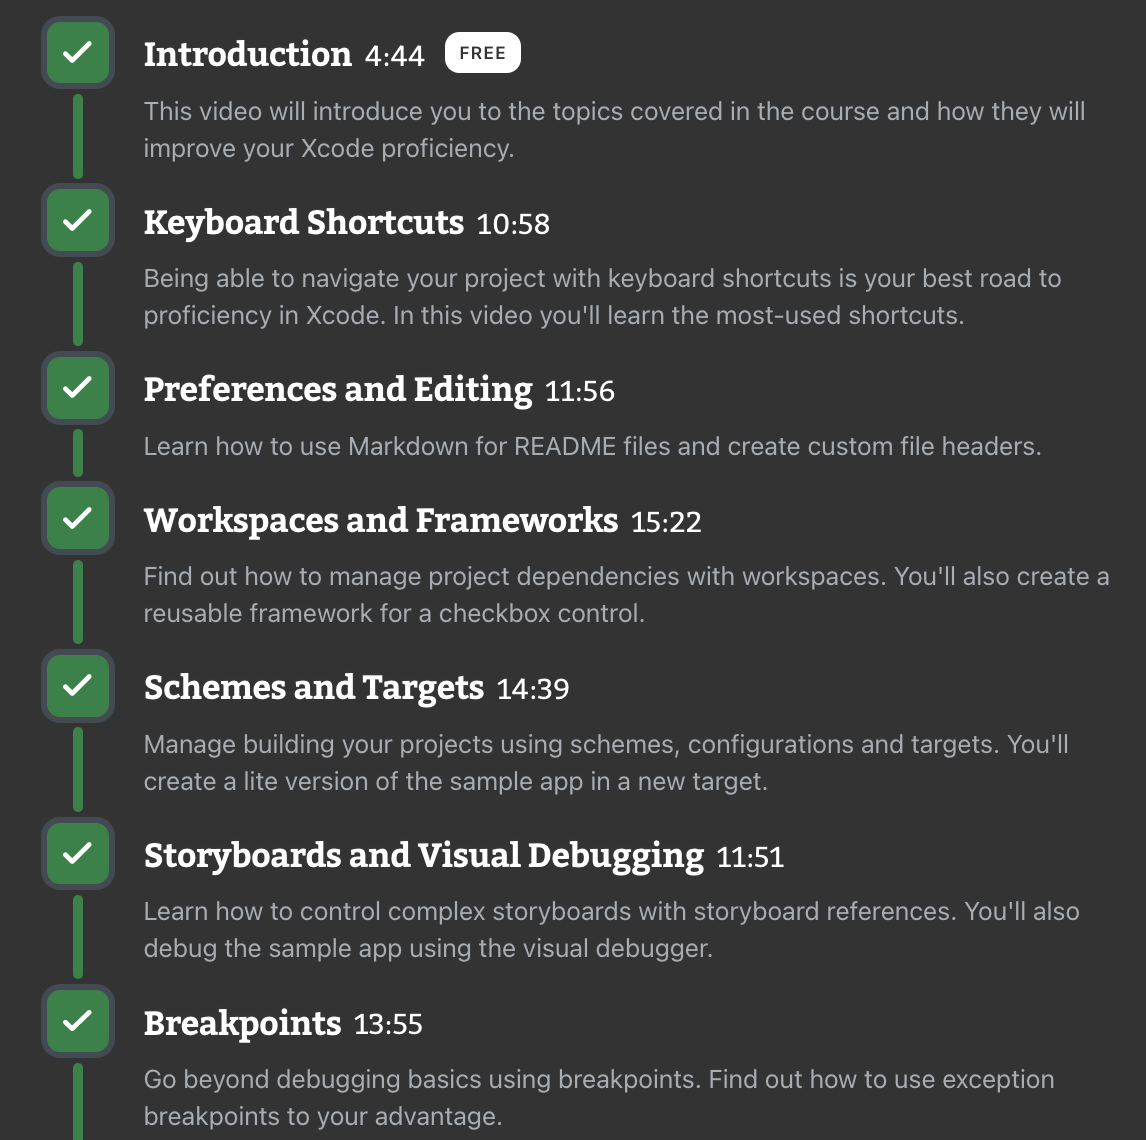 Introduction 4:44 FREE
This video will introduce you to the topics covered in the course and how they will
improve your Xcode proficiency.
Keyboard Shortcuts 10:58
Being able to navigate your project with keyboard shortcuts is your best road to
proficiency in Xcode. In this video you'll learn the most-used shortcuts.
Preferences and Editing 11:56
Learn how to use Markdown for README files and create custom file headers.
Workspaces and Frameworks 15:22
Find out how to manage project dependencies with workspaces. You'll also create a
reusable framework for a checkbox control.
Schemes and Targets 14:39
Manage building your projects using schemes, configurations and targets. You'll
create a lite version of the sample app in a new target.
Storyboards and Visual Debugging 11:51
Learn how to control complex storyboards with storyboard references. You'll also
debug the sample app using the visual debugger.
Breakpoints 13:55
Go beyond debugging basics using breakpoints. Find out how to use exception
breakpoints to your advantage.